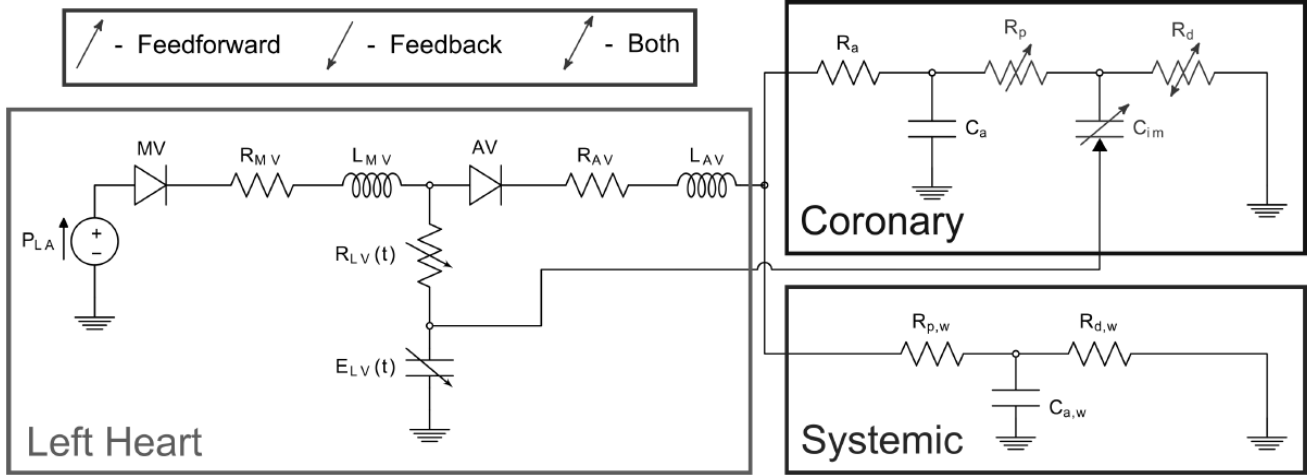 - Feedforward - Feedback - Both
R_a R_p R_d
C_a C_im
Coronary
MV R_MV L_MV AV R_AV L_AV
P_LA + −
R_LV(t)
E_LV(t)
Left Heart
R_p,w R_d,w
C_a,w
Systemic